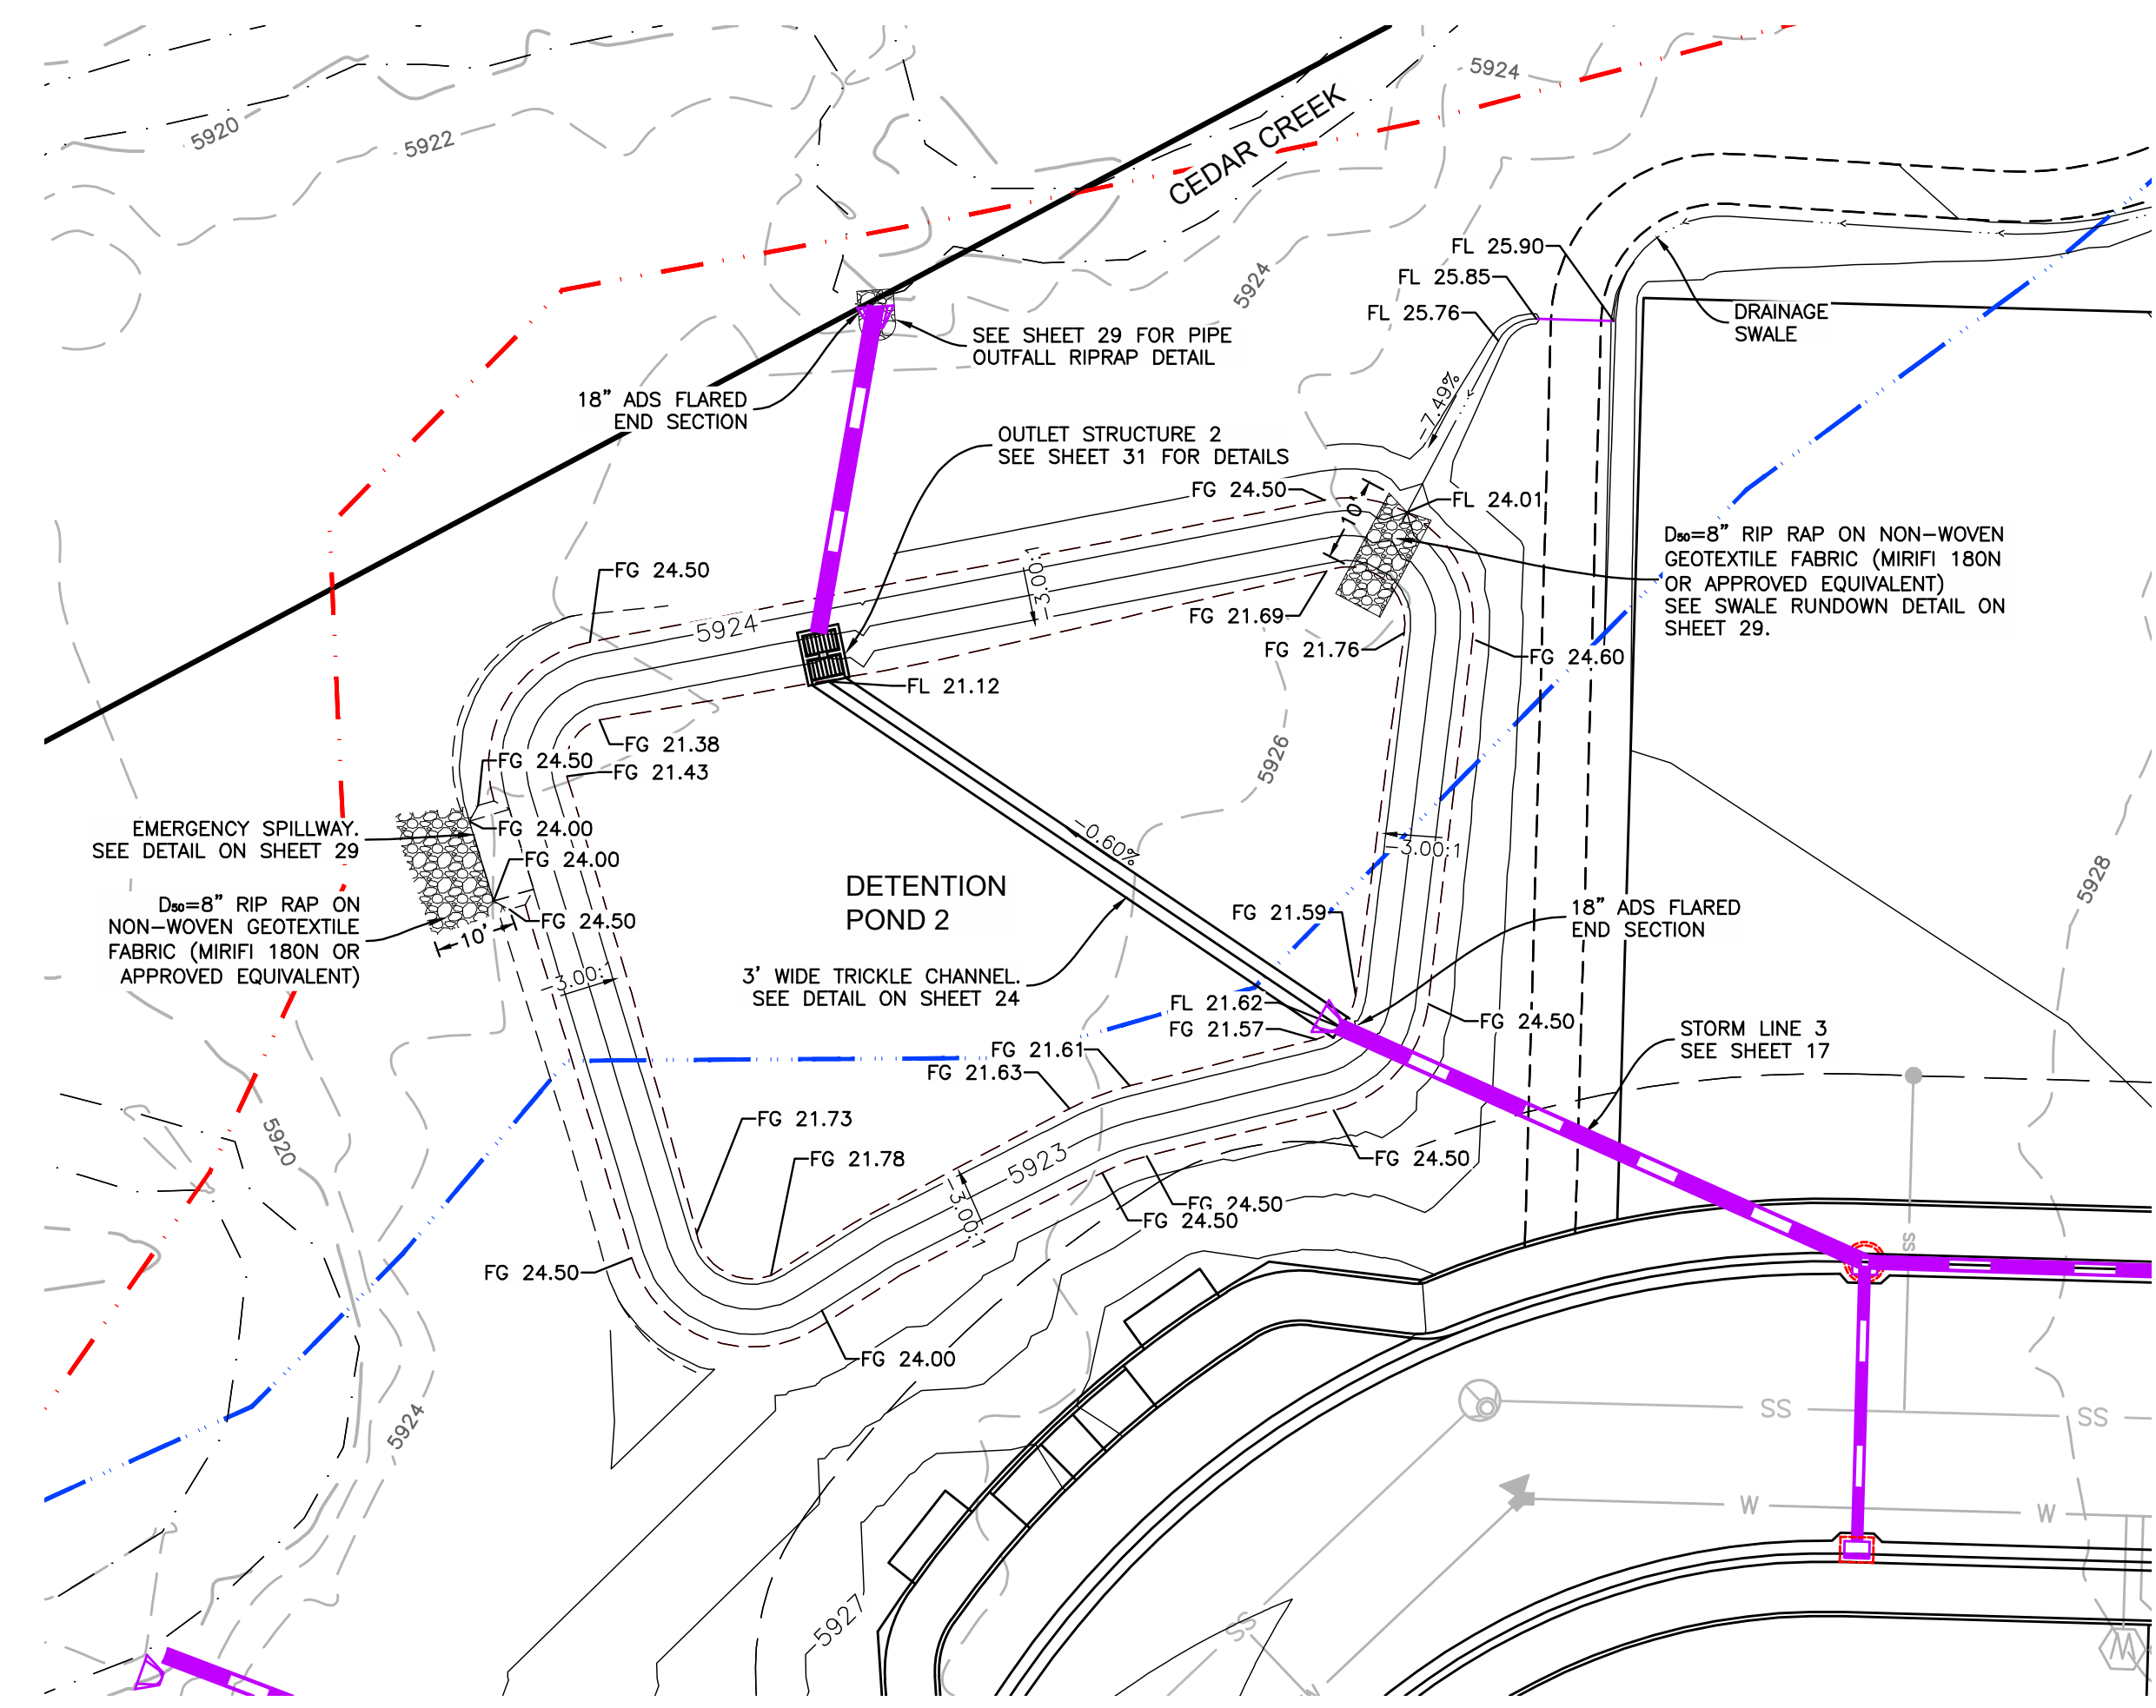 5920
5922
5924
CEDAR CREEK
5924
FL 25.90
FL 25.85
FL 25.76
DRAINAGE
SWALE
SEE SHEET 29 FOR PIPE
OUTFALL RIPRAP DETAIL
18" ADS FLARED
END SECTION
-7.49%
OUTLET STRUCTURE 2
SEE SHEET 31 FOR DETAILS
FG 24.50
10'
FL 24.01
D50=8" RIP RAP ON NON-WOVEN
GEOTEXTILE FABRIC (MIRIFI 180N
OR APPROVED EQUIVALENT)
SEE SWALE RUNDOWN DETAIL ON
SHEET 29.
FG 24.50
-3.00:1
5924
FG 21.69
FG 21.76
FG 24.60
FL 21.12
FG 21.38
FG 21.43
5926
FG 24.50
EMERGENCY SPILLWAY.
SEE DETAIL ON SHEET 29
FG 24.00
FG 24.00
-0.60%
-3.00:1
5928
DETENTION
POND 2
D50=8" RIP RAP ON
NON-WOVEN GEOTEXTILE
FABRIC (MIRIFI 180N OR
APPROVED EQUIVALENT)
10'
FG 24.50
FG 21.59
18" ADS FLARED
END SECTION
-3.00:1
3' WIDE TRICKLE CHANNEL.
SEE DETAIL ON SHEET 24
FL 21.62
FG 21.57
FG 24.50
STORM LINE 3
SEE SHEET 17
FG 21.61
FG 21.63
5920
FG 21.73
FG 21.78
5923
FG 24.50
-3.00:1
FG 24.50
FG 24.50
SS
FG 24.50
FG 24.00
5924
SS
SS
W
W
5927
SS
W
W